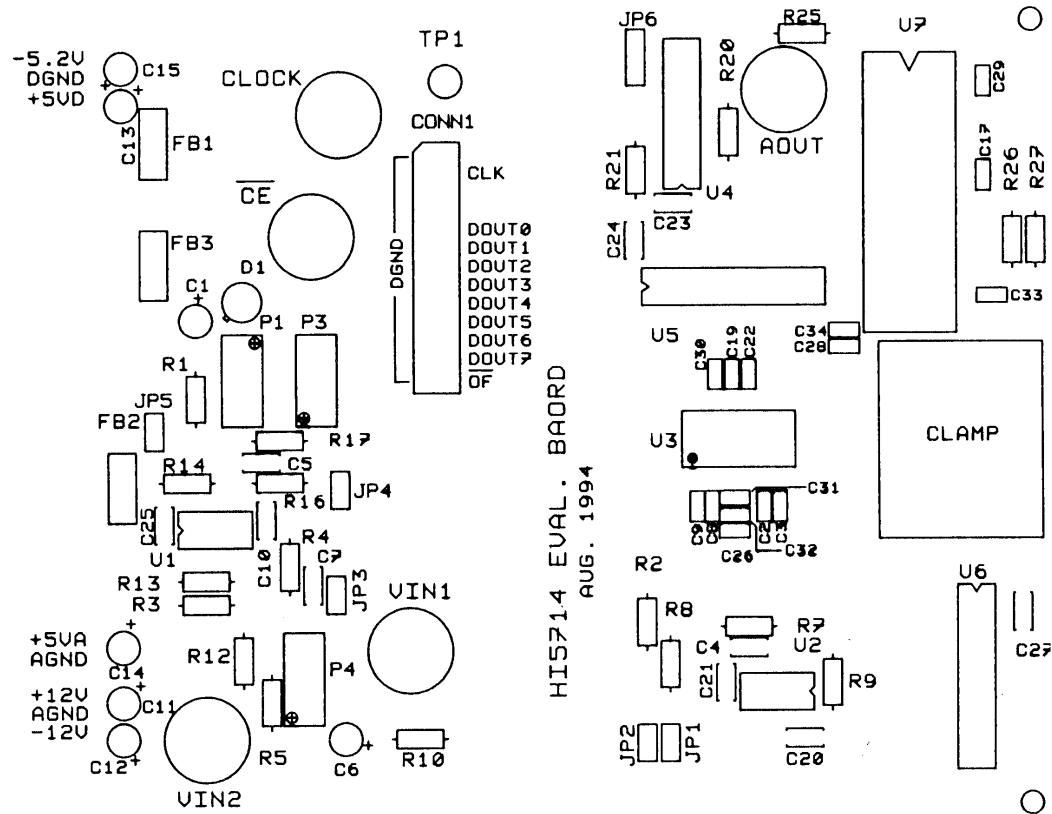 -5.2V
DGND
+5VD
C15
C13
FB1
CLOCK
TP1
CONN1
CE
CLK
DGND
DOUT0
DOUT1
DOUT2
DOUT3
DOUT4
DOUT5
DOUT6
DOUT7
OF
FB3
D1
C1
P1
P3
R1
JP5
FB2
R17
R14
C5
R16
JP4
C25
U1
C10
R4
C7
JP3
R13
R3
VIN1
+5VA
AGND
C14
R12
P4
+12V
AGND
-12V
C11
C12
R5
C6
R10
VIN2
HI5714 EVAL. BAORD
AUG. 1994
JP6
R25
U7
R20
C29
AOUT
C17
R21
U4
R26
R27
C23
C24
C33
U5
C34
C28
C30
C19
C22
U3
CLAMP
C31
C9
C8
C2
C3
C26
C32
R2
U6
R8
R7
C4
U2
C21
R9
C27
JP2
JP1
C20